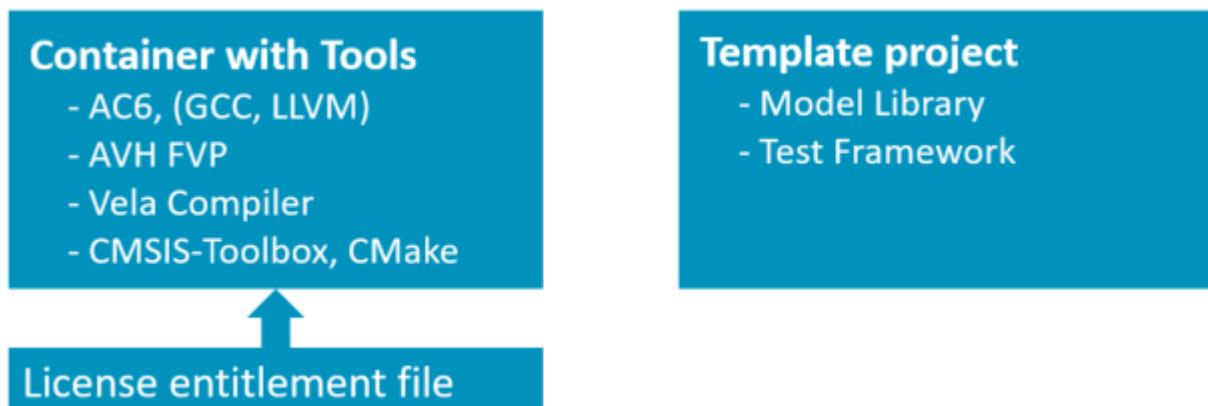 Container with Tools
- AC6, (GCC, LLVM)
- AVH FVP
- Vela Compiler
- CMSIS-Toolbox, CMake
License entitlement file
Template project
- Model Library
- Test Framework